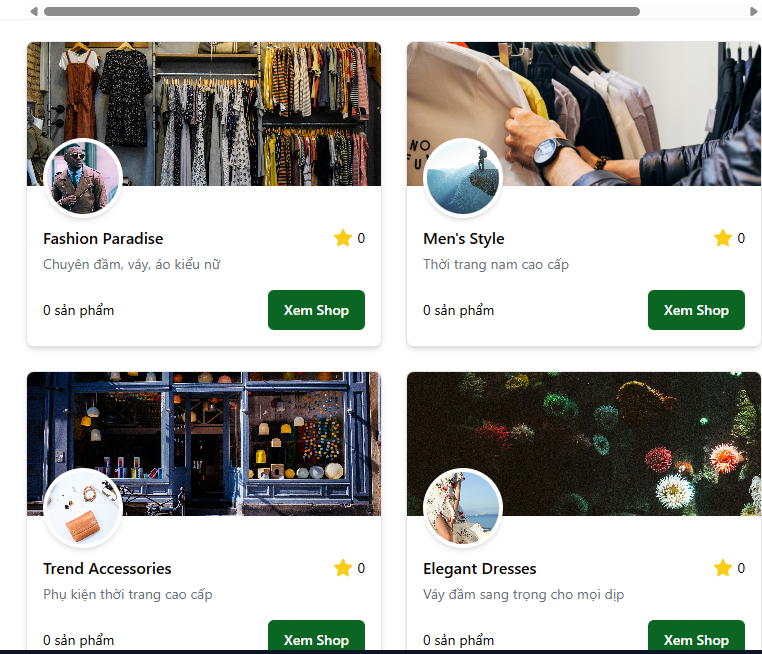 NO
FU
Fashion Paradise
0
Chuyên đầm, váy, áo kiểu nữ
0 sản phẩm
Xem Shop
Men's Style
0
Thời trang nam cao cấp
0 sản phẩm
Xem Shop
Trend Accessories
0
Phụ kiện thời trang cao cấp
0 sản phẩm
Xem Shop
Elegant Dresses
0
Váy đầm sang trọng cho mọi dịp
0 sản phẩm
Xem Shop